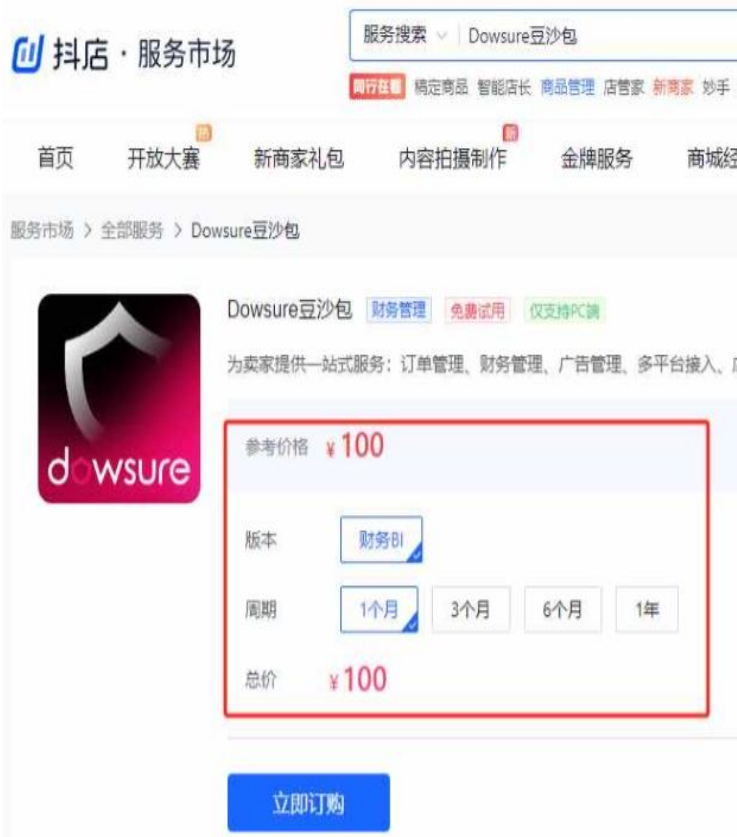 抖店·服务市场
服务搜索 Dowsure豆沙包
同行在看 稿定商品 智能店长 商品管理 店管家 新商家 妙手
热 新
首页 开放大赛 新商家礼包 内容拍摄制作 金牌服务 商城经
服务市场 > 全部服务 > Dowsure豆沙包
Dowsure豆沙包 财务管理 免费试用 仅支持PC端
为卖家提供一站式服务：订单管理、财务管理、广告管理、多平台接入、
dowsure
参考价格 ¥100
版本 财务BI
周期 1个月 3个月 6个月 1年
总价 ¥100
立即订购